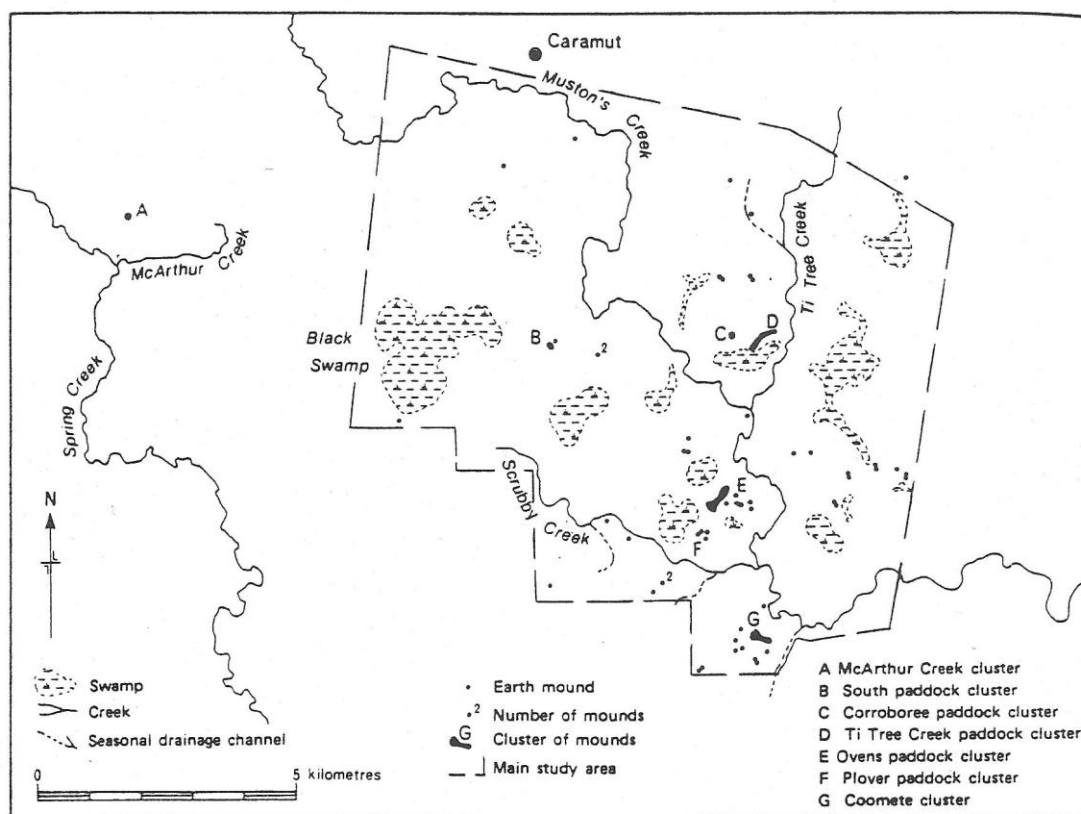 Caramut
Muston's
Creek
A
McArthur Creek
Ti Tree Creek
C
D
Black
Swamp
B
2
Spring Creek
Scrubby
Creek
E
F
N
2
G
Swamp
Creek
Seasonal drainage channel
0 5 kilometres
Earth mound
2 Number of mounds
G Cluster of mounds
Main study area
A McArthur Creek cluster
B South paddock cluster
C Corroboree paddock cluster
D Ti Tree Creek paddock cluster
E Ovens paddock cluster
F Plover paddock cluster
G Coomete cluster